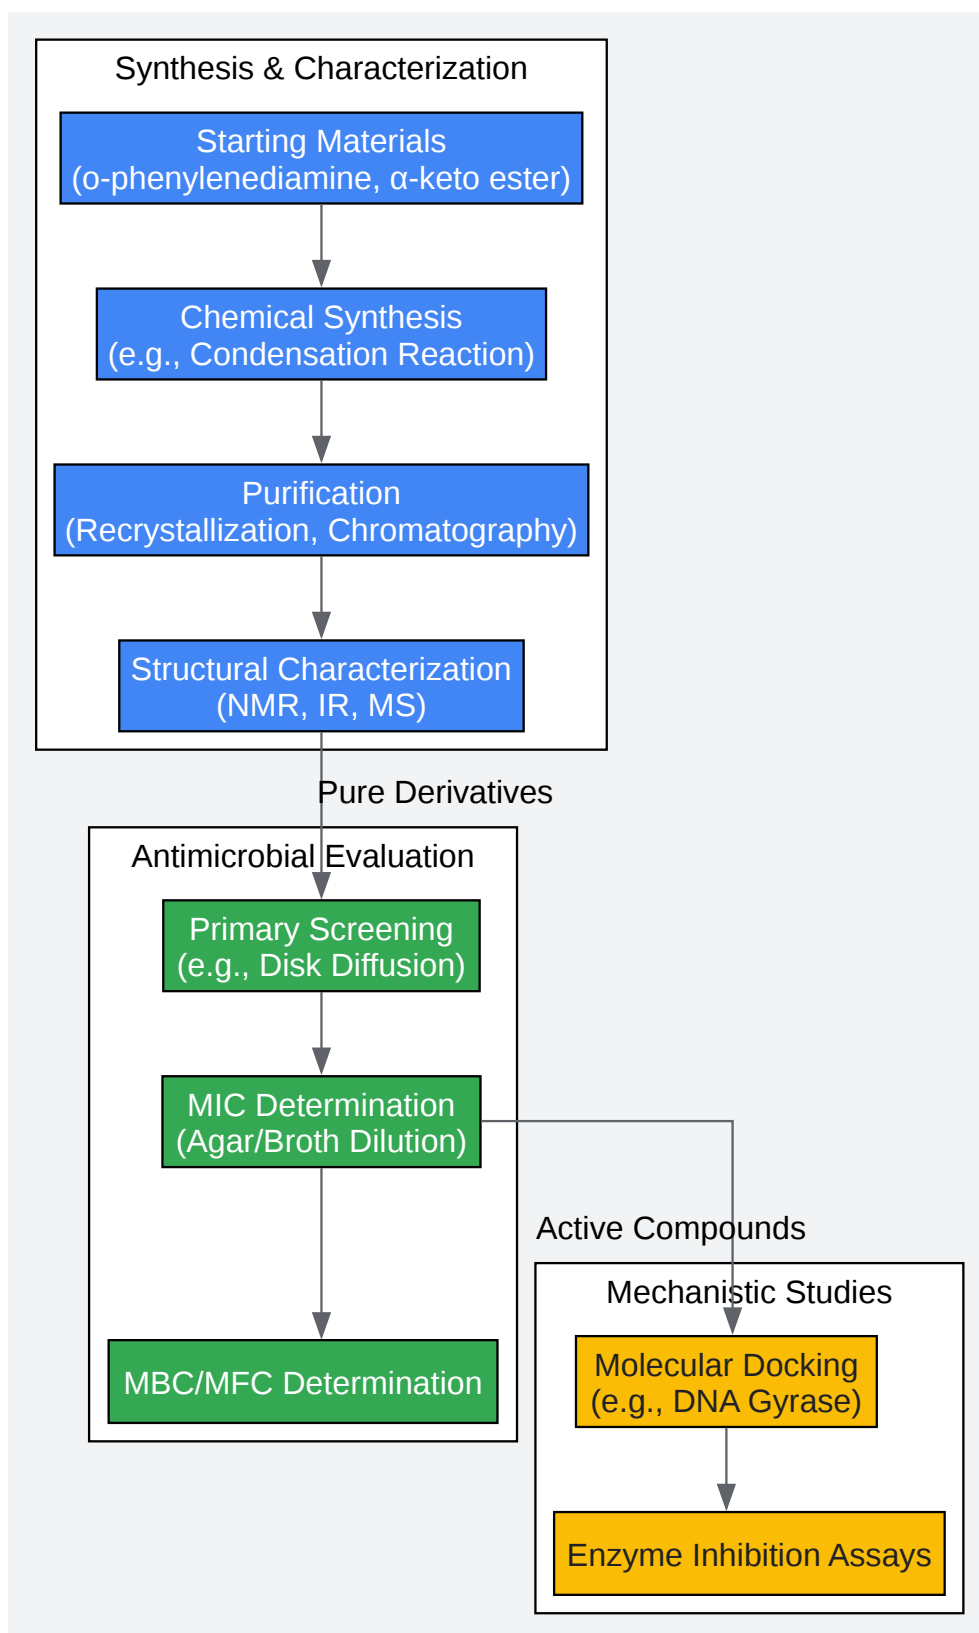 Synthesis & Characterization
Starting Materials
(o-phenylenediamine, α-keto ester)
Chemical Synthesis
(e.g., Condensation Reaction)
Purification
(Recrystallization, Chromatography)
Structural Characterization
(NMR, IR, MS)
Pure Derivatives
Antimicrobial Evaluation
Primary Screening
(e.g., Disk Diffusion)
MIC Determination
(Agar/Broth Dilution)
MBC/MFC Determination
Active Compounds
Mechanistic Studies
Molecular Docking
(e.g., DNA Gyrase)
Enzyme Inhibition Assays